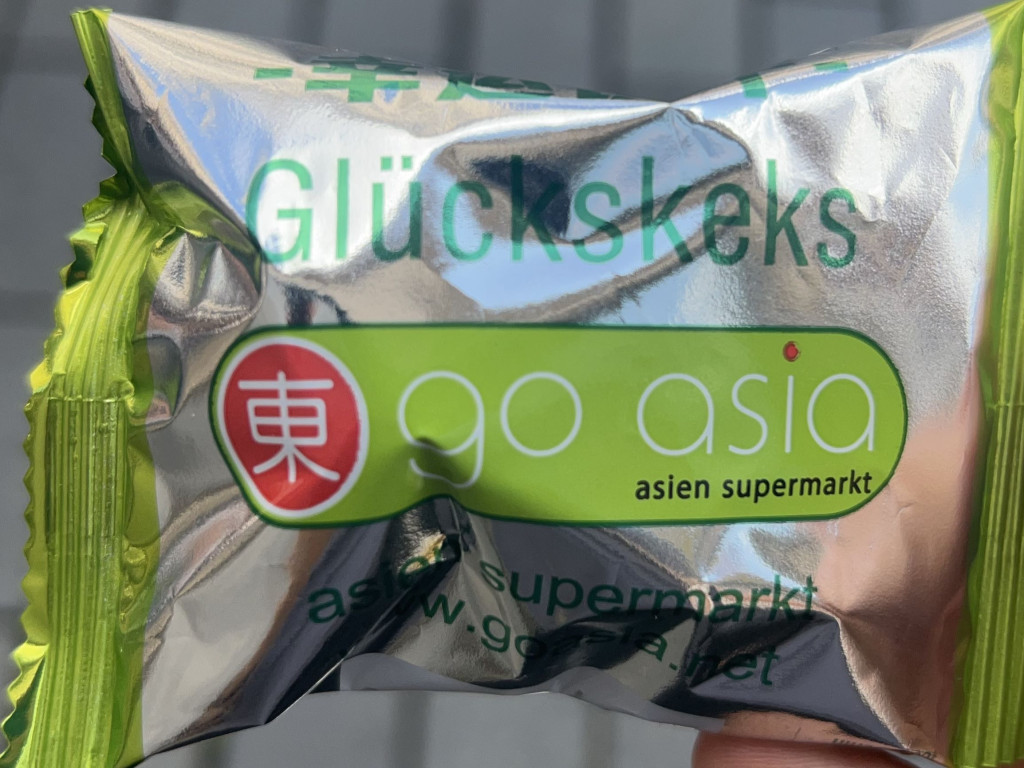 Glückskeks
東 go asia
asien supermarkt
asien supermarkt
www.goasia.net